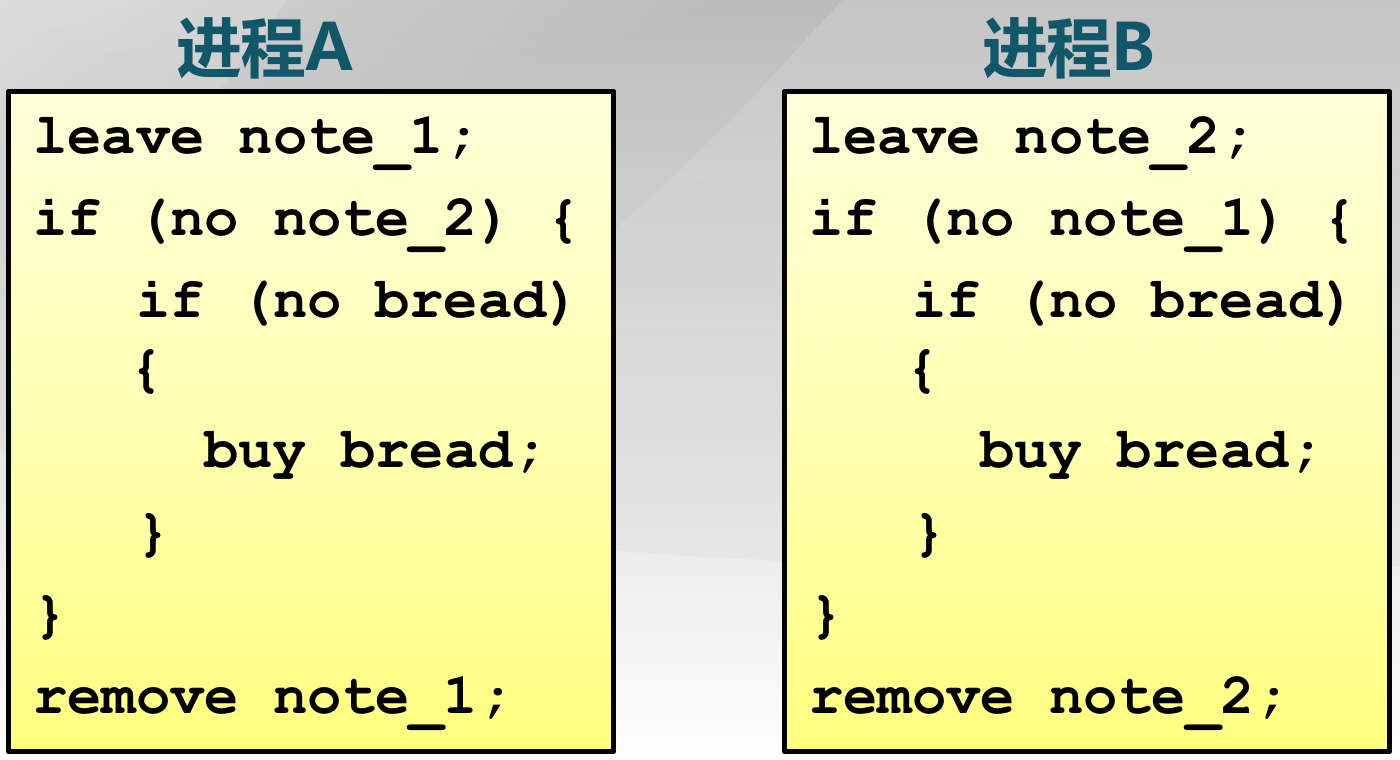 进程A
leave note_1;
if (no note_2) {
if (no bread)
{
buy bread;
}
}
remove note_1;
进程B
leave note_2;
if (no note_1) {
if (no bread)
{
buy bread;
}
}
remove note_2;